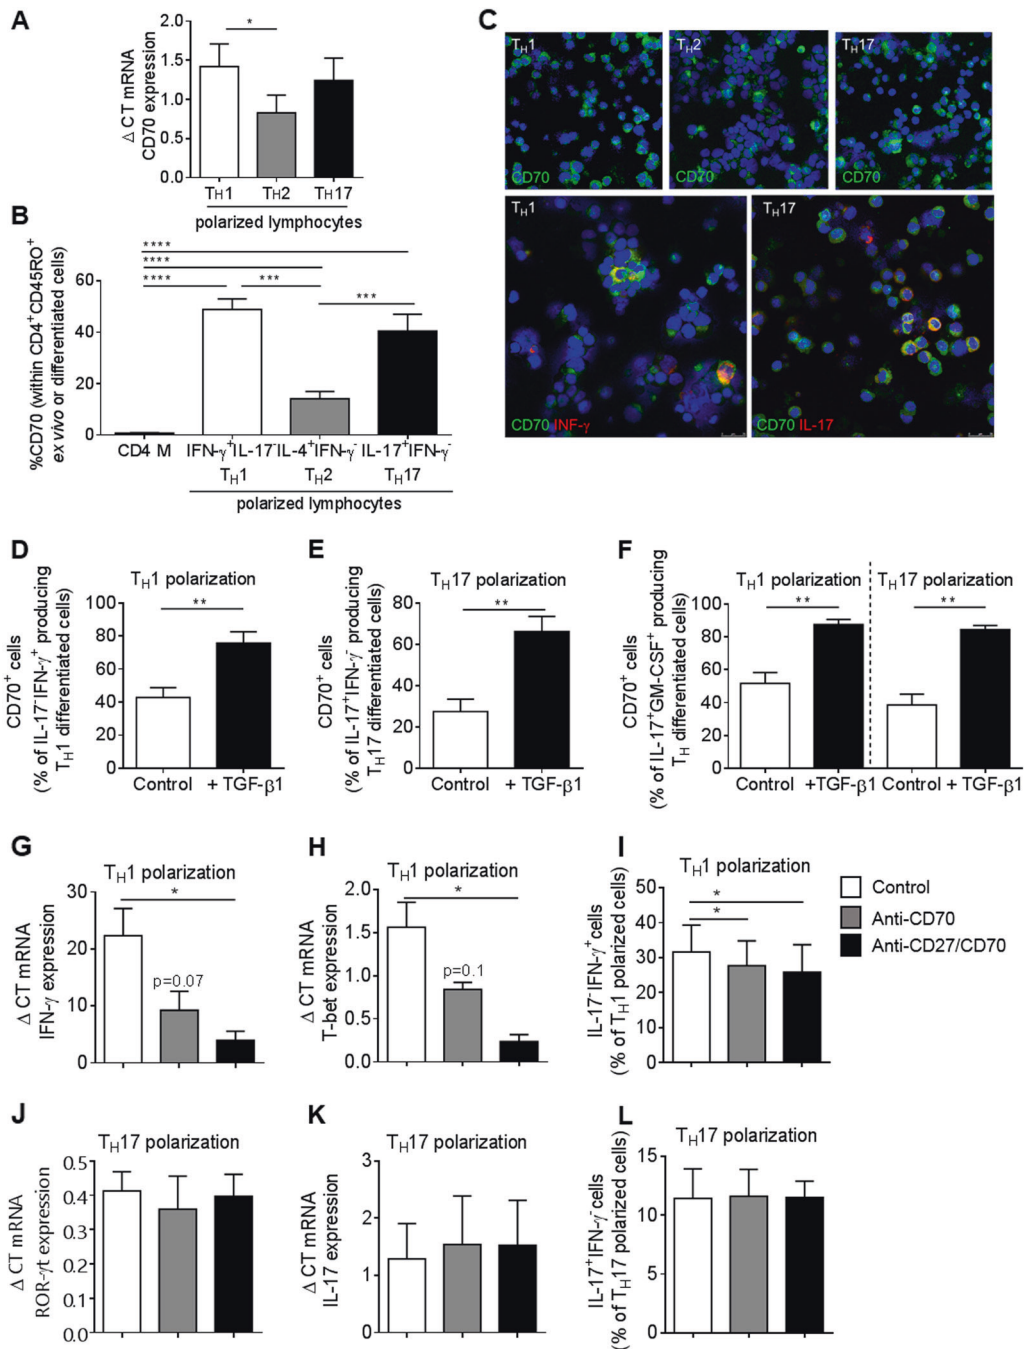 A
Δ CT mRNA
CD70 expression
2.0
1.5
1.0
0.5
0.0
*
TH1 TH2 TH17
polarized lymphocytes
B
%CD70 (within CD4+CD45RO+
ex vivo or differentiated cells)
60
40
20
0
****
****
**** ***
***
CD4 M IFN-γ+IL-17- IL-4+IFN-γ- IL-17+IFN-γ-
TH1 TH2 TH17
polarized lymphocytes
C
TH1 TH2 TH17
CD70 CD70 CD70
TH1 TH17
CD70 INF-γ CD70 IL-17
D
TH1 polarization
CD70+ cells
(% of IL-17-IFN-γ+ producing
TH1 differentiated cells)
100
80
60
40
20
0
**
Control + TGF-β1
E
TH17 polarization
CD70+ cells
(% of IL-17+IFN-γ- producing
TH17 differentiated cells)
80
60
40
20
0
**
Control + TGF-β1
F
TH1 polarization TH17 polarization
CD70+ cells
(% of IL-17+GM-CSF+ producing
TH differentiated cells)
100
80
60
40
20
0
** **
Control +TGF-β1 Control + TGF-β1
G
TH1 polarization
Δ CT mRNA
IFN-γ expression
30
20
10
0
*
p=0.07
H
TH1 polarization
Δ CT mRNA
T-bet expression
2.0
1.5
1.0
0.5
0.0
*
p=0.1
I
TH1 polarization
IL-17-IFN-γ+cells
(% of TH1 polarized cells)
50
40
30
20
10
0
*
*
Control
Anti-CD70
Anti-CD27/CD70
J
TH17 polarization
Δ CT mRNA
ROR-γt expression
0.5
0.4
0.3
0.2
0.1
0.0
K
TH17 polarization
Δ CT mRNA
IL-17 expression
3
2
1
0
L
TH17 polarization
IL-17+IFN-γ-cells
(% of TH17 polarized cells)
15
10
5
0